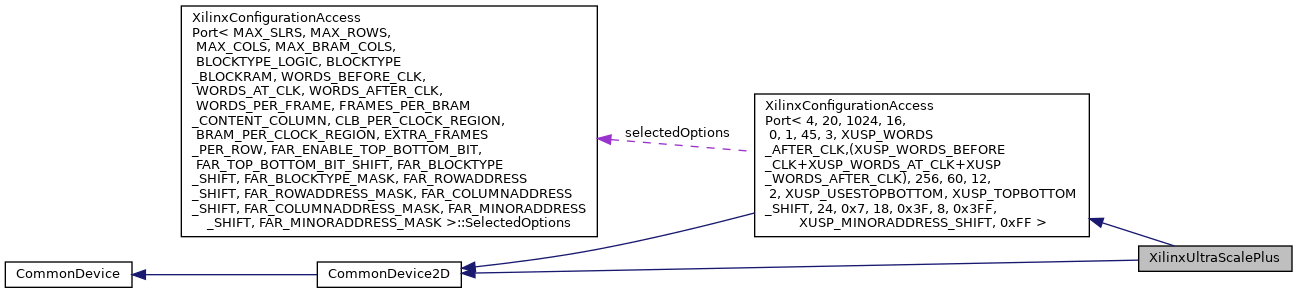 XilinxConfigurationAccess
Port< MAX_SLRS, MAX_ROWS,
MAX_COLS, MAX_BRAM_COLS,
BLOCKTYPE_LOGIC, BLOCKTYPE
_BLOCKRAM, WORDS_BEFORE_CLK,
WORDS_AT_CLK, WORDS_AFTER_CLK,
WORDS_PER_FRAME, FRAMES_PER_BRAM
_CONTENT_COLUMN, CLB_PER_CLOCK_REGION,
BRAM_PER_CLOCK_REGION, EXTRA_FRAMES
_PER_ROW, FAR_ENABLE_TOP_BOTTOM_BIT,
FAR_TOP_BOTTOM_BIT_SHIFT, FAR_BLOCKTYPE
_SHIFT, FAR_BLOCKTYPE_MASK, FAR_ROWADDRESS
_SHIFT, FAR_ROWADDRESS_MASK, FAR_COLUMNADDRESS
_SHIFT, FAR_COLUMNADDRESS_MASK, FAR_MINORADDRESS
_SHIFT, FAR_MINORADDRESS_MASK >::SelectedOptions
selectedOptions
XilinxConfigurationAccess
Port< 4, 20, 1024, 16,
0, 1, 45, 3, XUSP_WORDS
_AFTER_CLK,(XUSP_WORDS_BEFORE
_CLK+XUSP_WORDS_AT_CLK+XUSP
_WORDS_AFTER_CLK), 256, 60, 12,
2, XUSP_USESTOPBOTTOM, XUSP_TOPBOTTOM
_SHIFT, 24, 0x7, 18, 0x3F, 8, 0x3FF,
XUSP_MINORADDRESS_SHIFT, 0xFF >
XilinxUltraScalePlus
CommonDevice
CommonDevice2D